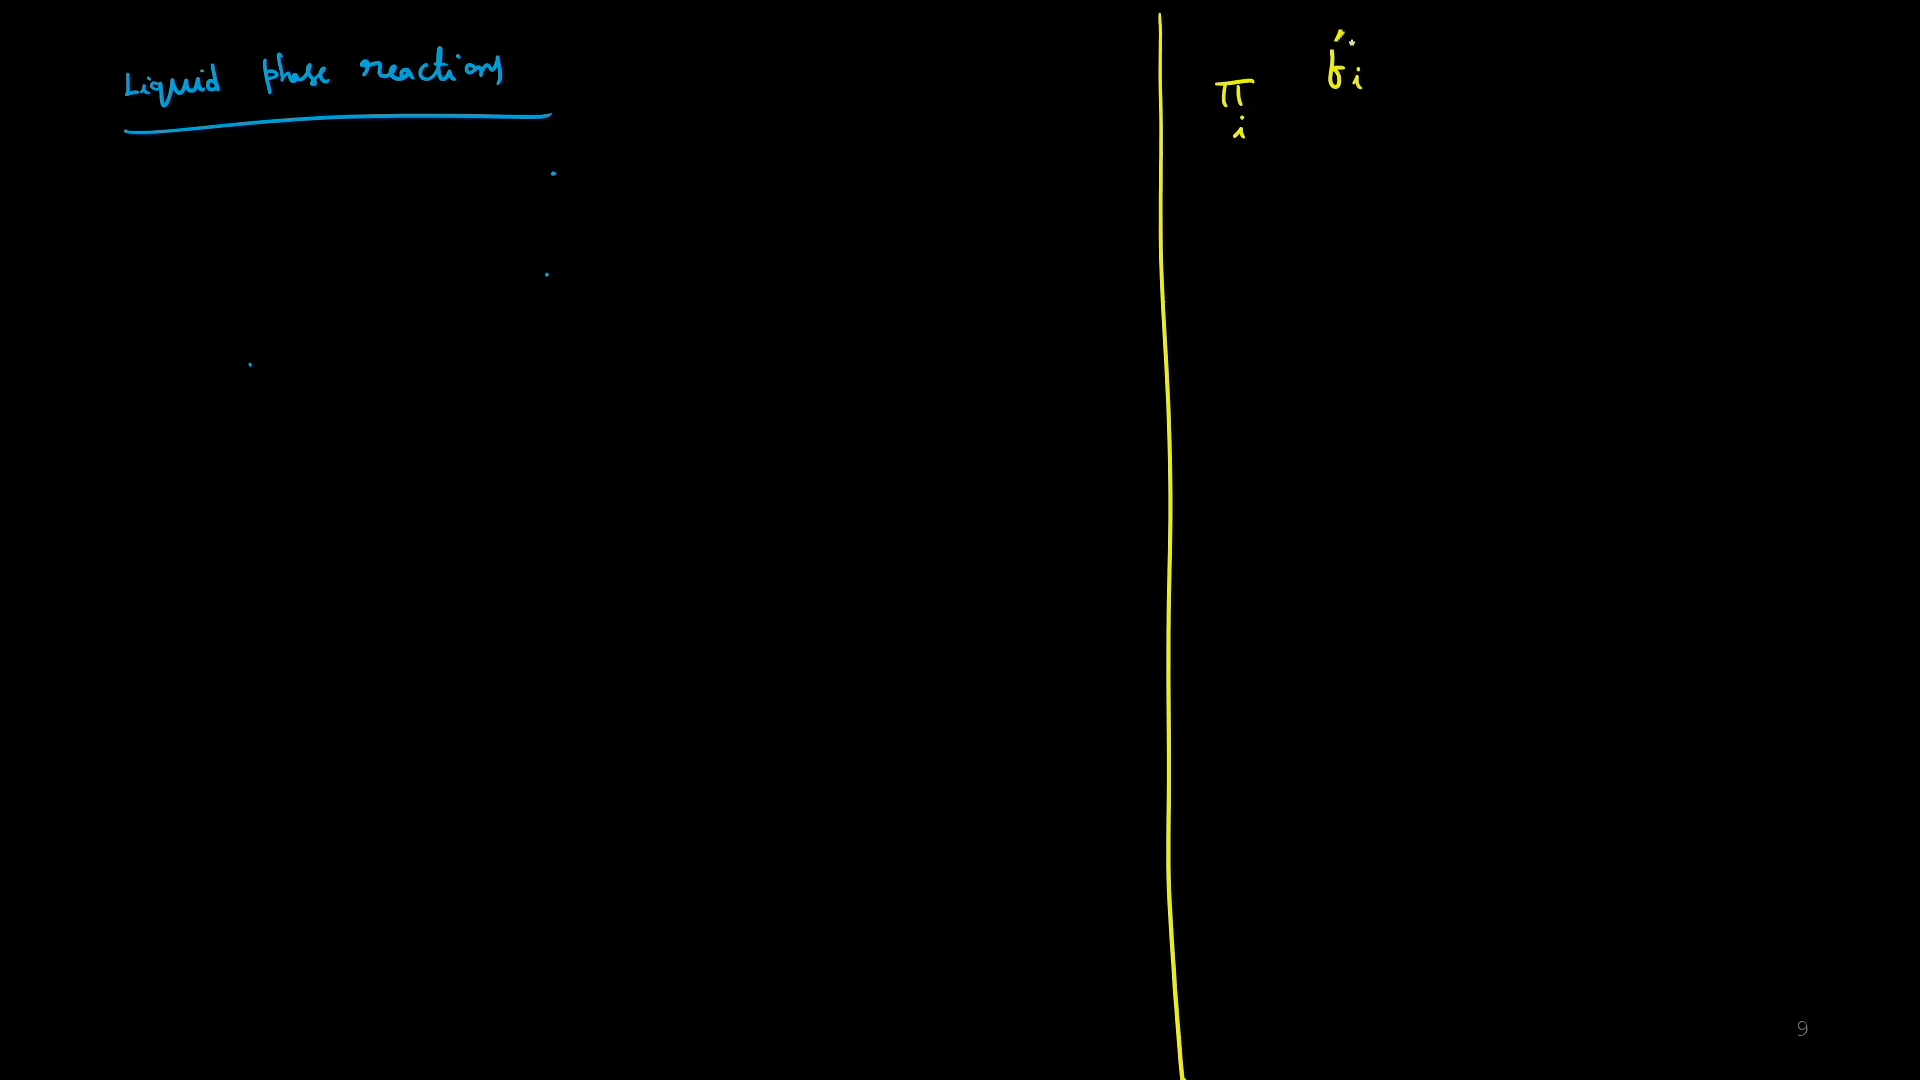 Liquid phase reactions
π f̂i
i
9